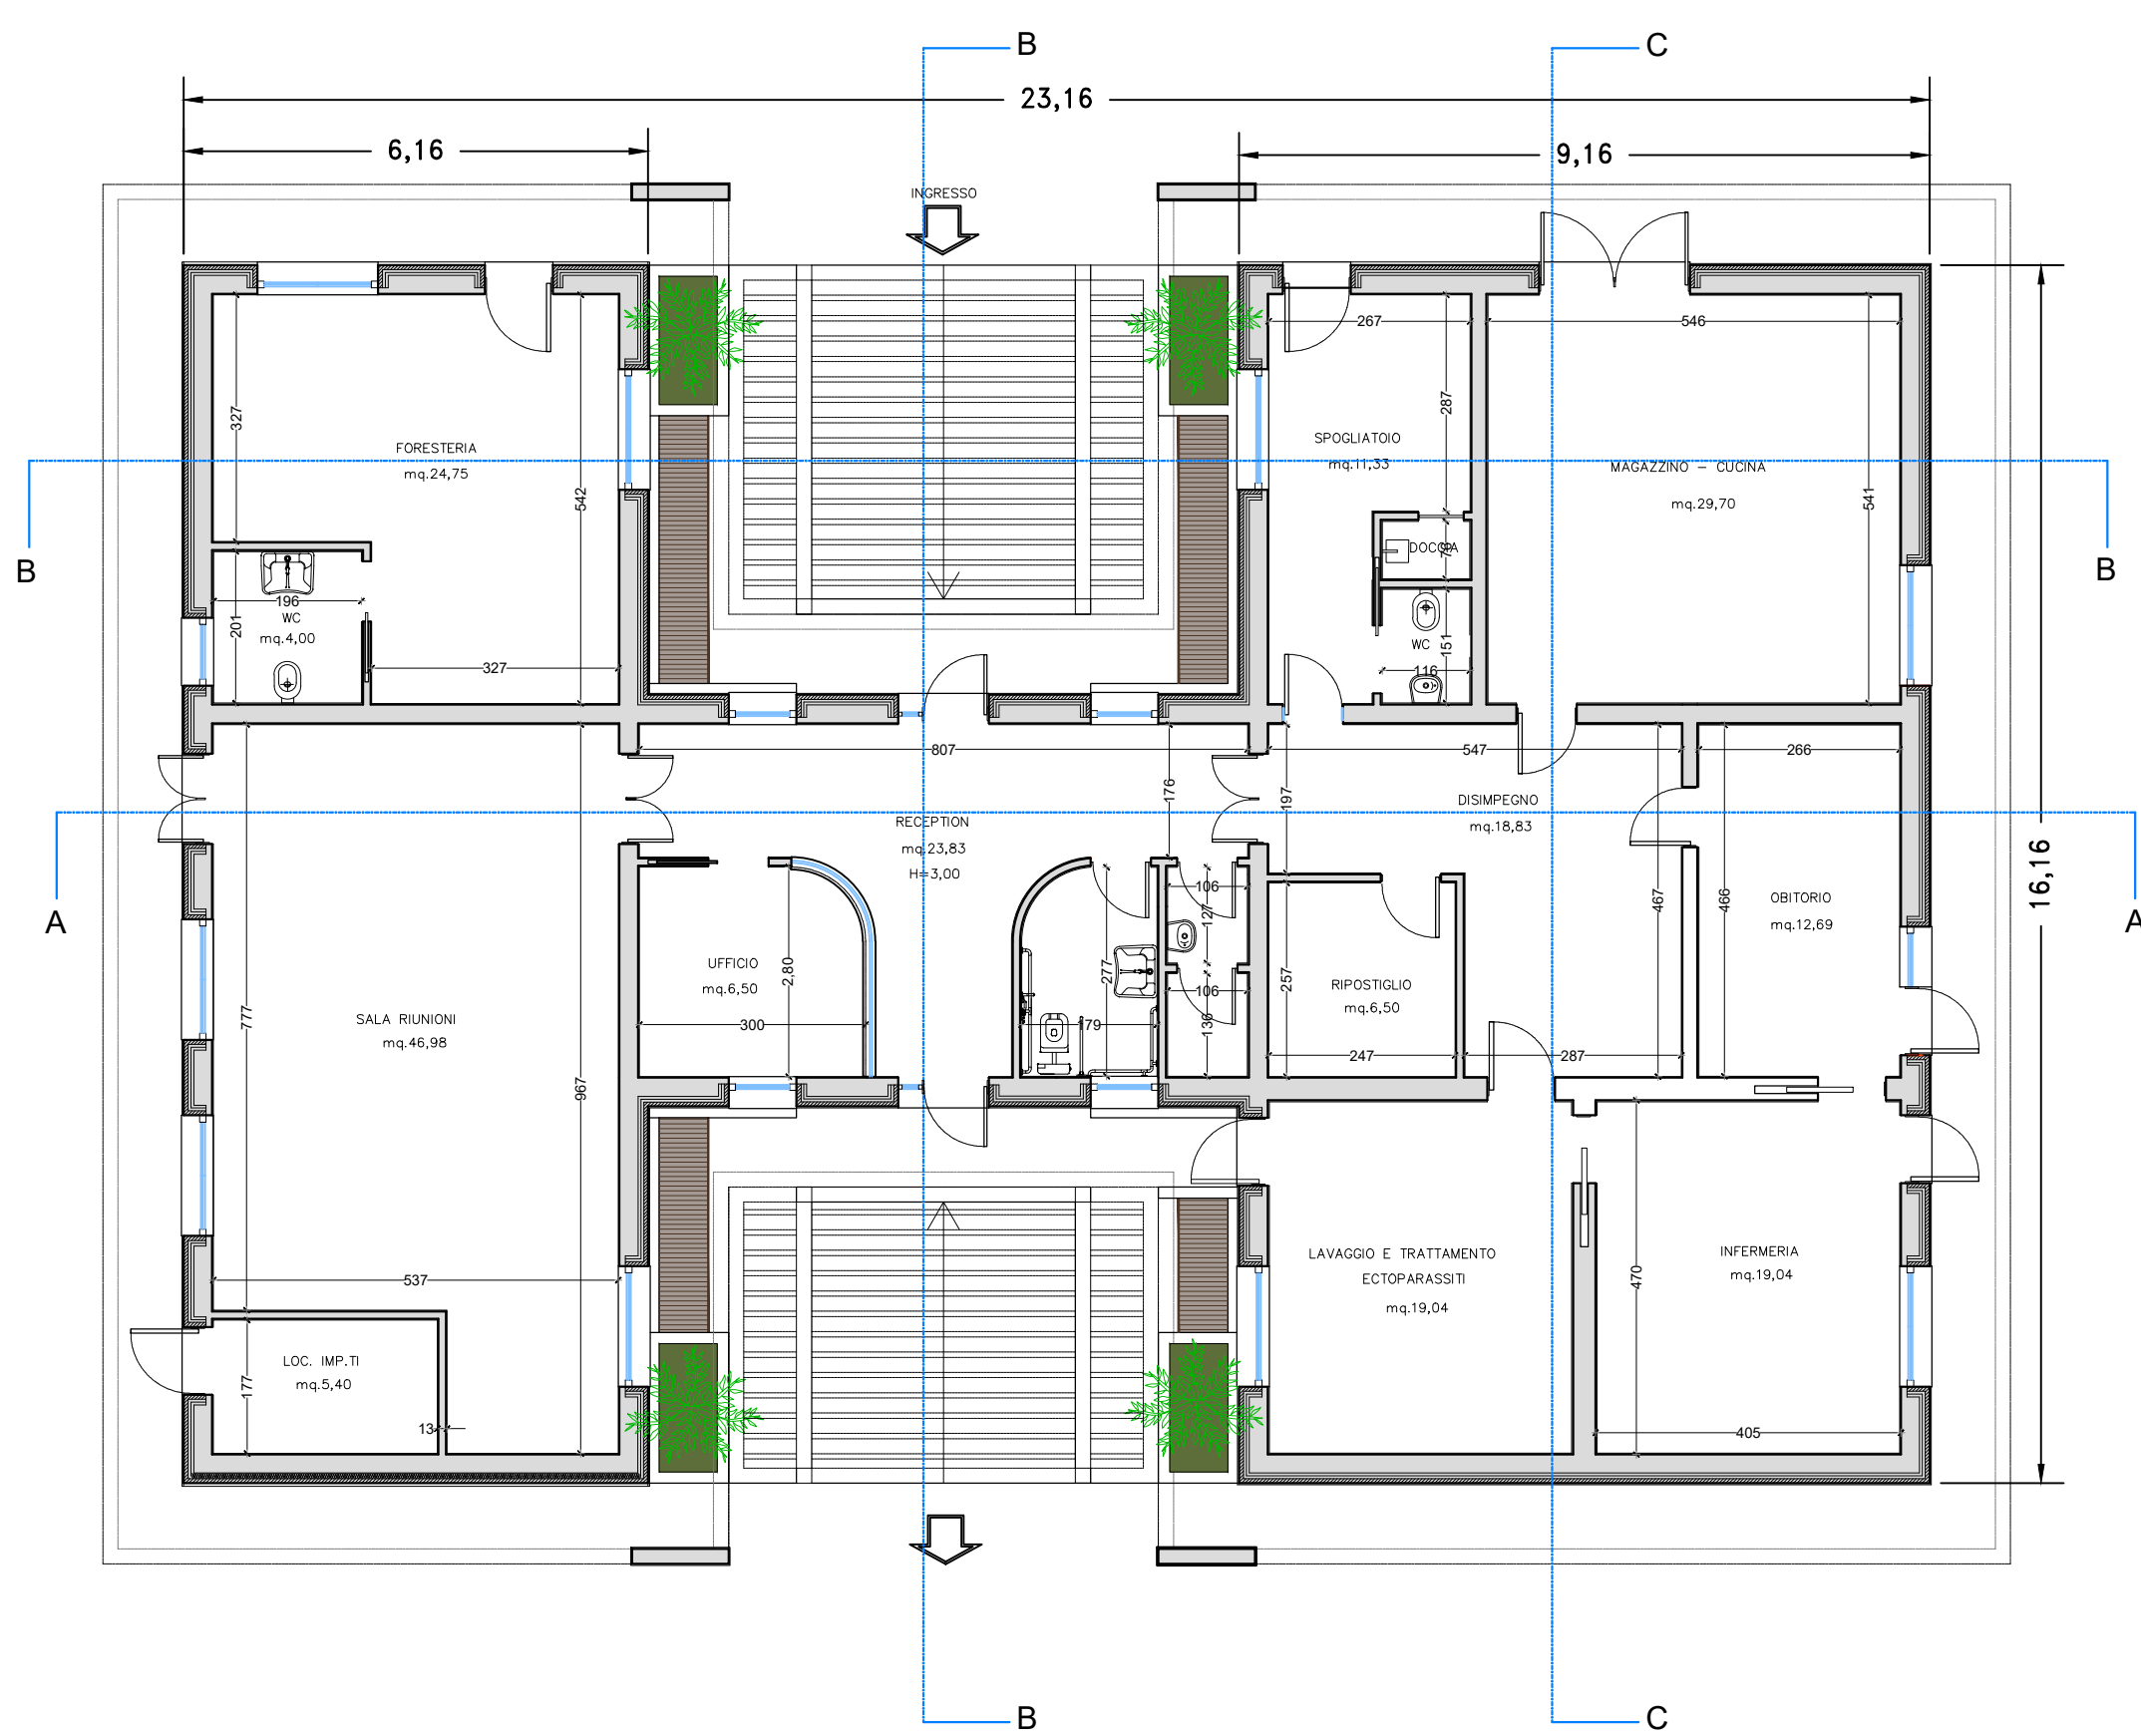 B
C
23,16
6,16
9,16
INGRESSO
267
546
327
287
FORESTERIA
mq.24,75
SPOGLIATOIO
mq.11,33
MAGAZZINO - CUCINA
mq.29,70
542
541
B
B
DOCCIA
196
WC
mq.4,00
201
327
WC
151
116
807
547
266
176
197
DISIMPEGNO
mq.18,83
RECEPTION
mq.23,83
H=3,00
A
A
16,16
106
127
467
466
OBITORIO
mq.12,69
UFFICIO
mq.6,50
2,80
277
257
RIPOSTIGLIO
mq.6,50
106
136
300
179
247
287
SALA RIUNIONI
mq.46,98
777
967
LAVAGGIO E TRATTAMENTO
ECTOPARASSITI
mq.19,04
INFERMERIA
mq.19,04
470
537
LOC. IMP.TI
mq.5,40
177
13
405
B
C